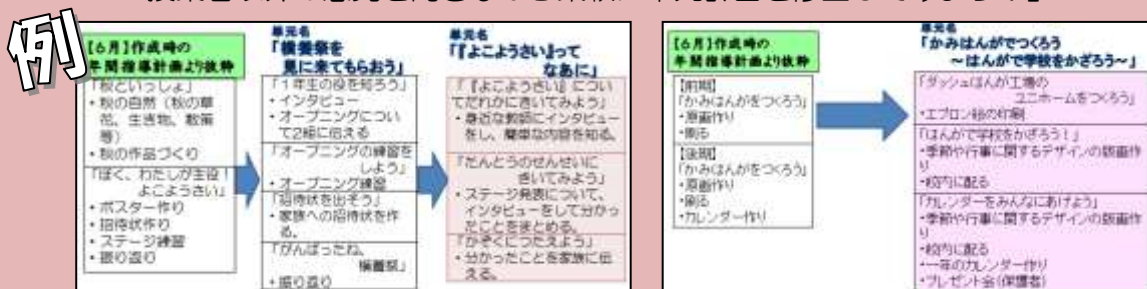 例
【6月】作成時の
年間指導計画より抜粋
「秋といっしょ」
・秋の自然（秋の草
花、生き物、散策
等）
・秋の作品づくり
「ぼく、わたしが主役！
よこようさい」
・ポスター作り
・招待状作り
・ステージ練習
・振り返り
単元名
「横養祭を
見に来てもらおう」
「1年生の役を知ろう」
・インタビュー
・オープニングについ
て2組に伝える
「オープニングの練習を
しよう」
・オープニング練習
「招待状を出そう」
・家族への招待状を作
る。
「がんばったね、
横養祭」
・振り返り
単元名
「『よこようさい』って
なあに」
「『よこようさい』につい
てだれかにきいてみよう」
・身近な教師にインタビュー
をし、簡単な内容を知る。
「たんとうのせんせいに
きいてみよう」
・ステージ発表について、
インタビューをして分かっ
たことをまとめる。
「かぞくにつたえよう」
・分かったことを家族に伝
える。
【6月】作成時の
年間指導計画より抜粋
【前期】
「かみはんがをつくろう」
・原画作り
・刷る
【後期】
「かみはんがをつくろう」
・原画作り
・刷る
・カレンダー作り
単元名
「かみはんがでつくろう
～はんがで学校をかざろう～」
「ダッシュはんが工場の
ユニホームをつくろう」
・エプロン の印刷
「はんがで学校をかざろう！」
・季節や行事に関するデザインの版画作
り
・校内に配る
「カレンダーをみんなにあげよう」
・季節や行事に関するデザインの版画作
り
・校内に配る
・一年のカレンダー作り
・プレゼント会（保護者）